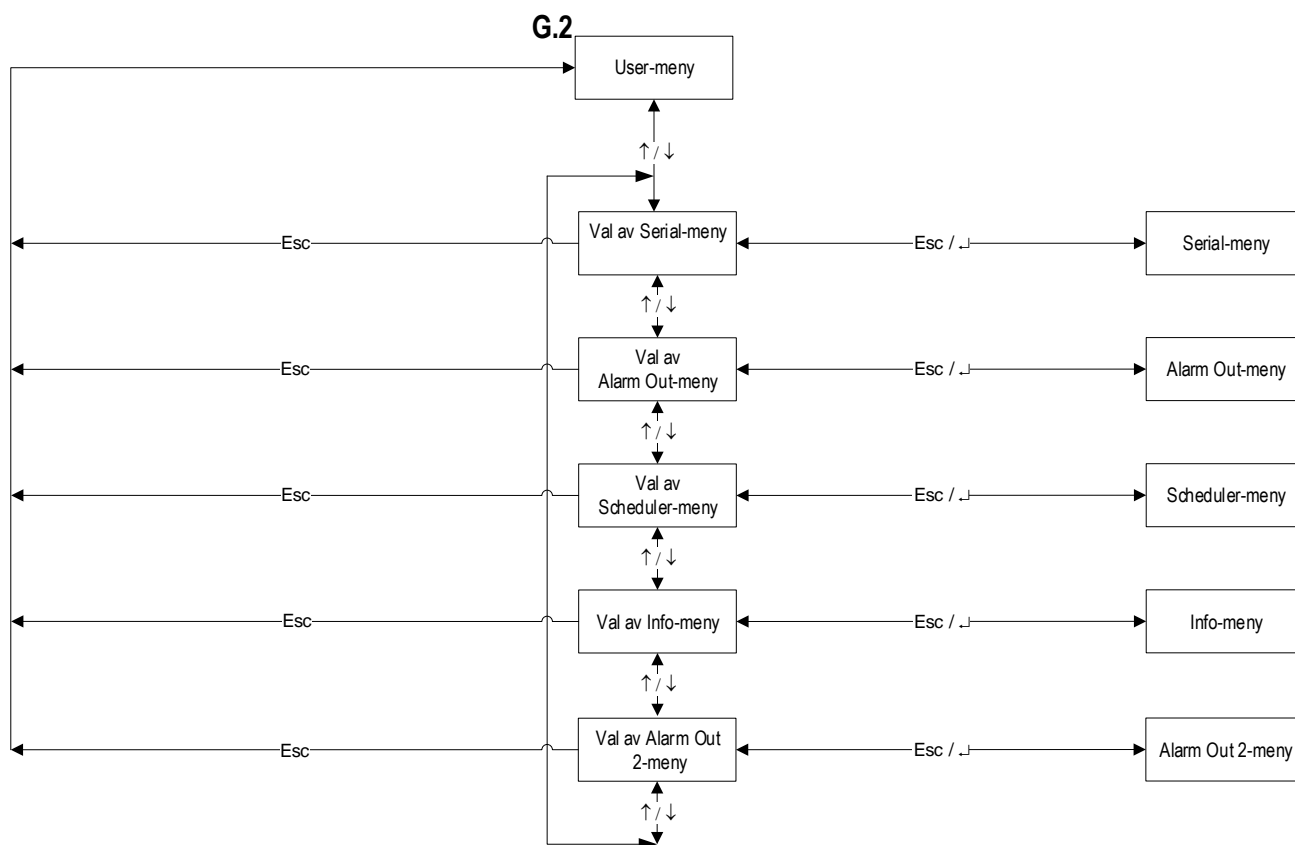 G.2
User-meny
↑ / ↓
Val av Serial-meny
Esc
Esc / ↵
Serial-meny
↑ / ↓
Val av
Alarm Out-meny
Esc
Esc / ↵
Alarm Out-meny
↑ / ↓
Val av
Scheduler-meny
Esc
Esc / ↵
Scheduler-meny
↑ / ↓
Val av Info-meny
Esc
Esc / ↵
Info-meny
↑ / ↓
Val av Alarm Out
2-meny
Esc
Esc / ↵
Alarm Out 2-meny
↑ / ↓